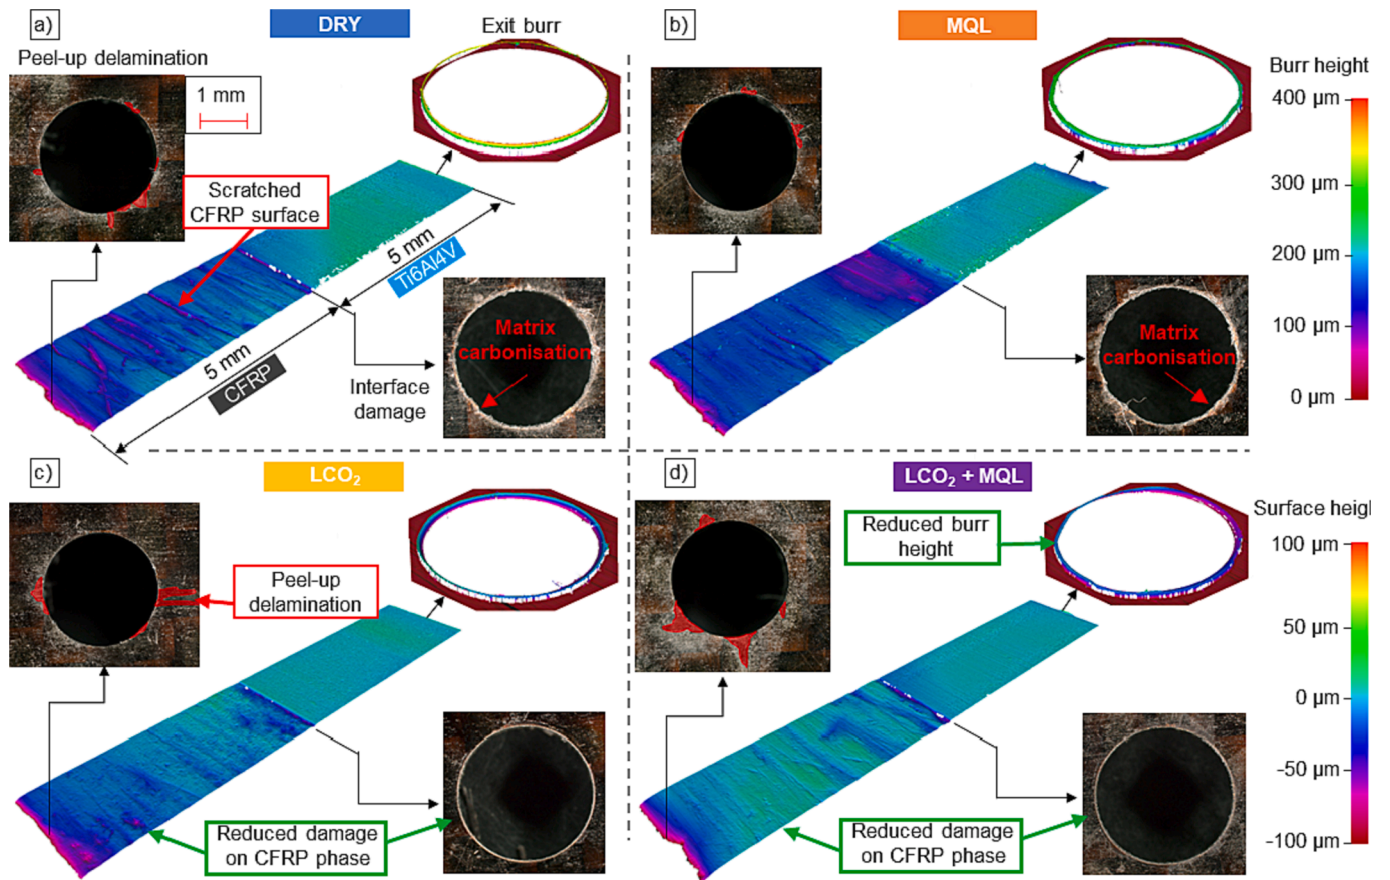 a)
DRY
Exit burr
Peel-up delamination
1 mm
Scratched
CFRP surface
5 mm
Ti6Al4V
5 mm
CFRP
Interface
damage
Matrix
carbonisation
b)
MQL
Burr height
400 µm
300 µm
200 µm
100 µm
0 µm
Matrix
carbonisation
c)
LCO₂
Peel-up
delamination
Reduced damage
on CFRP phase
d)
LCO₂ + MQL
Reduced burr
height
Reduced damage
on CFRP phase
Surface heigh
100 µm
50 µm
0 µm
-50 µm
-100 µm